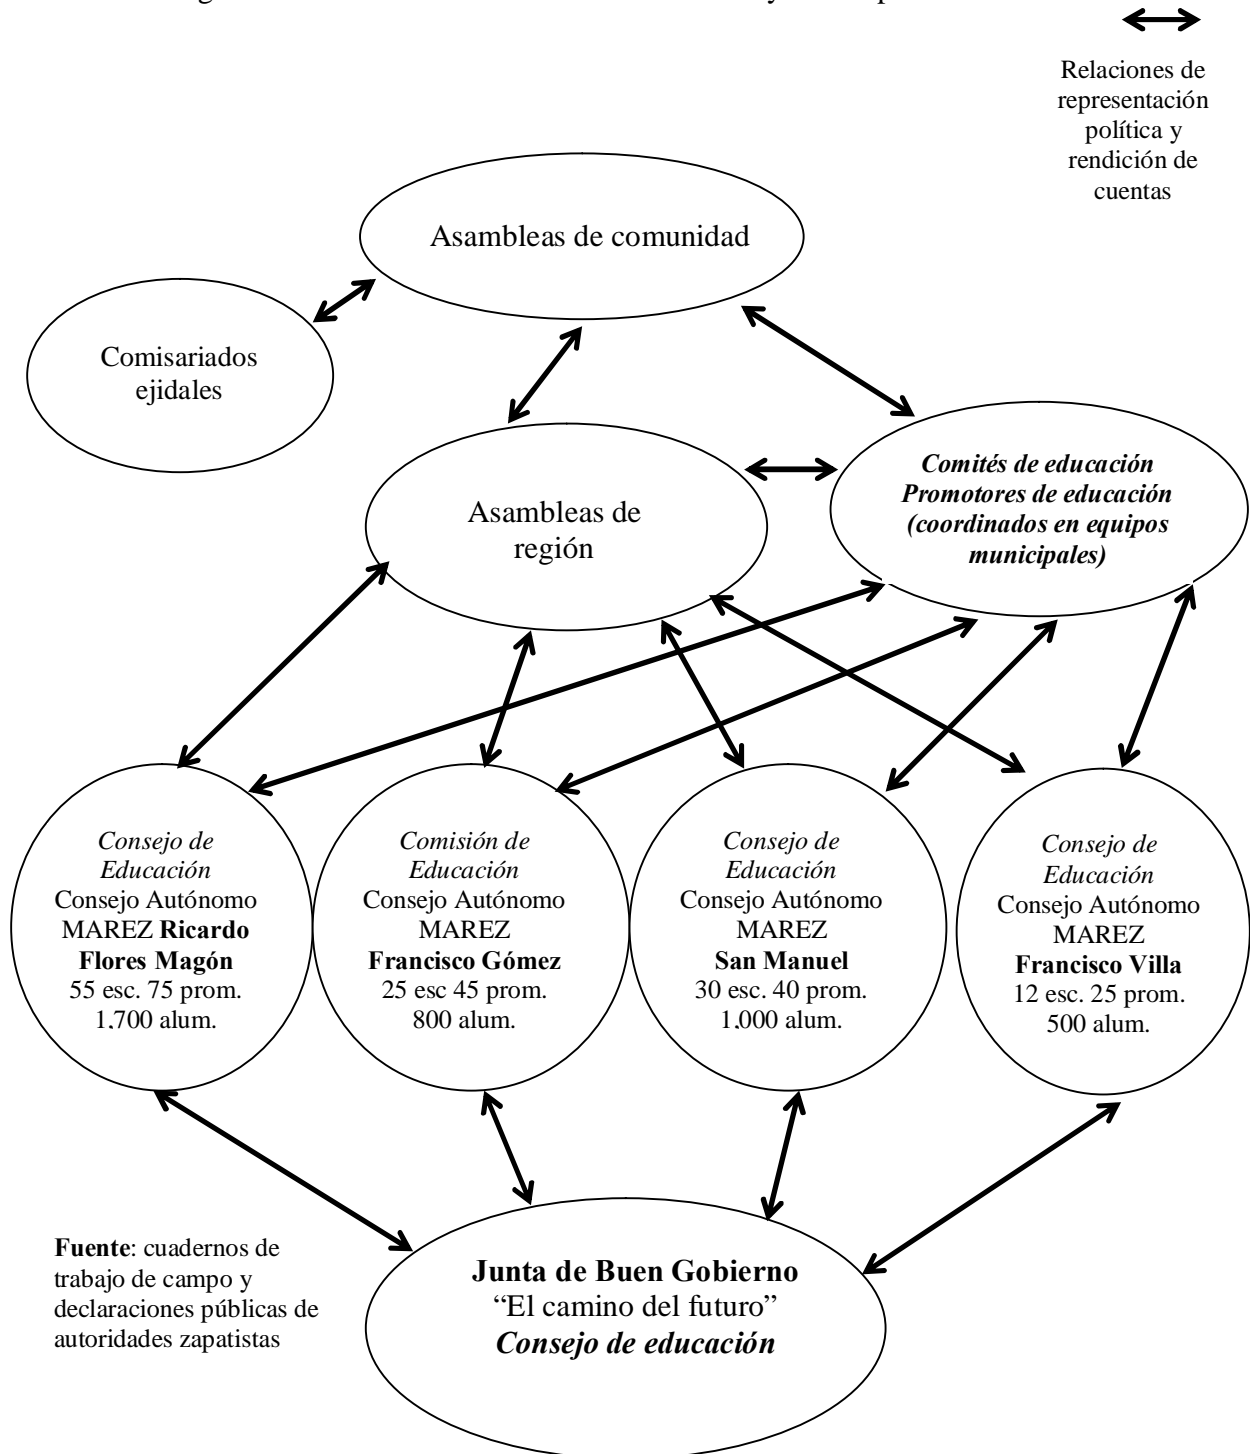 Relaciones de
representación
política y
rendición de
cuentas
Asambleas de comunidad
Comisariados
ejidales
Asambleas de
región
Comités de educación
Promotores de educación
(coordinados en equipos
municipales)
Consejo de
Educación
Consejo Autónomo
MAREZ Ricardo
Flores Magón
55 esc. 75 prom.
1,700 alum.
Comisión de
Educación
Consejo Autónomo
MAREZ
Francisco Gómez
25 esc 45 prom.
800 alum.
Consejo de
Educación
Consejo Autónomo
MAREZ
San Manuel
30 esc. 40 prom.
1,000 alum.
Consejo de
Educación
Consejo Autónomo
MAREZ
Francisco Villa
12 esc. 25 prom.
500 alum.
Fuente: cuadernos de
trabajo de campo y
declaraciones públicas de
autoridades zapatistas
Junta de Buen Gobierno
“El camino del futuro”
Consejo de educación